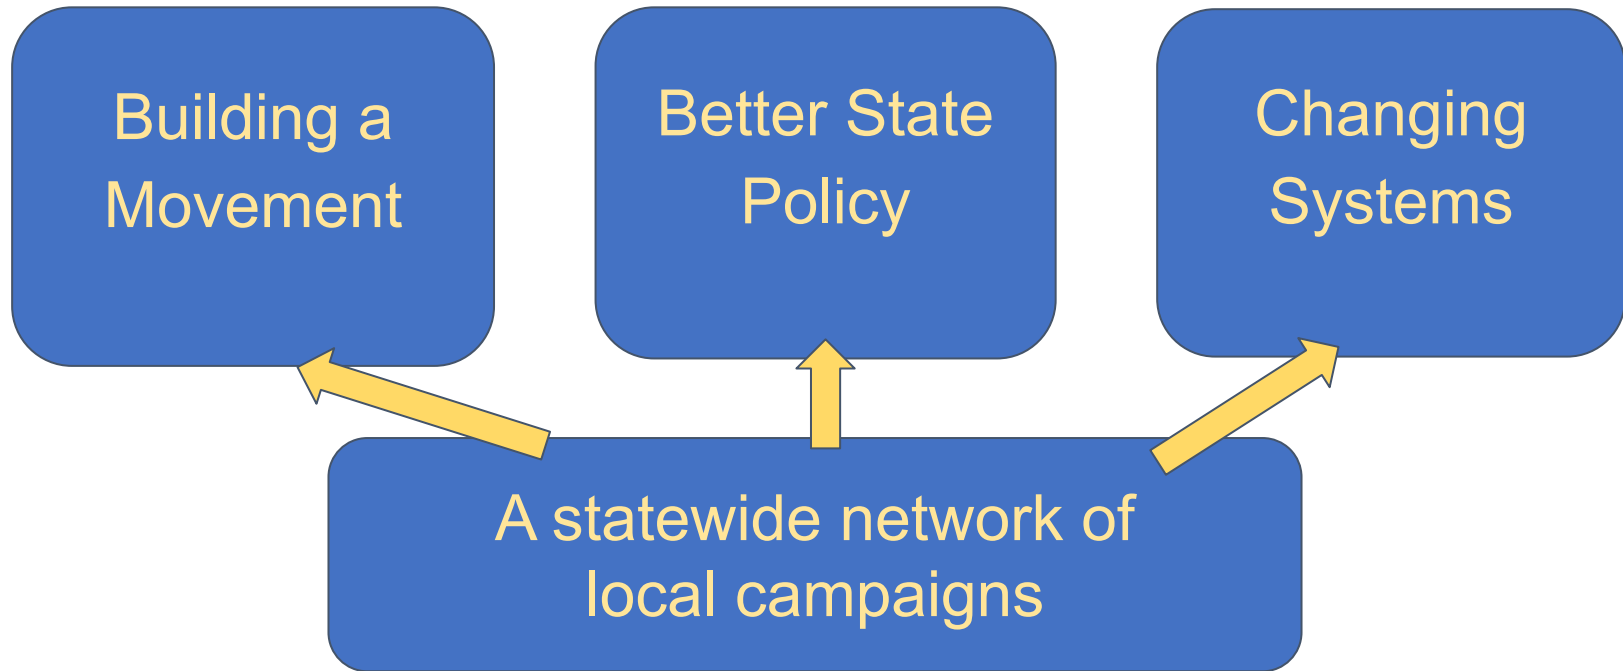 Building a
Movement
Better State
Policy
Changing
Systems
A statewide network of
local campaigns